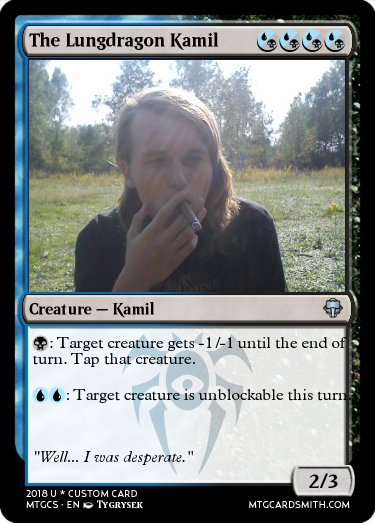 The Lungdragon Kamil
Creature — Kamil
: Target creature gets -1/-1 until the end of
turn. Tap that creature.
: Target creature is unblockable this turn.
"Well... I was desperate."
2/3
2018 U * CUSTOM CARD
MTGCS · EN TYGRYSEK
MTGCARDSMITH.COM